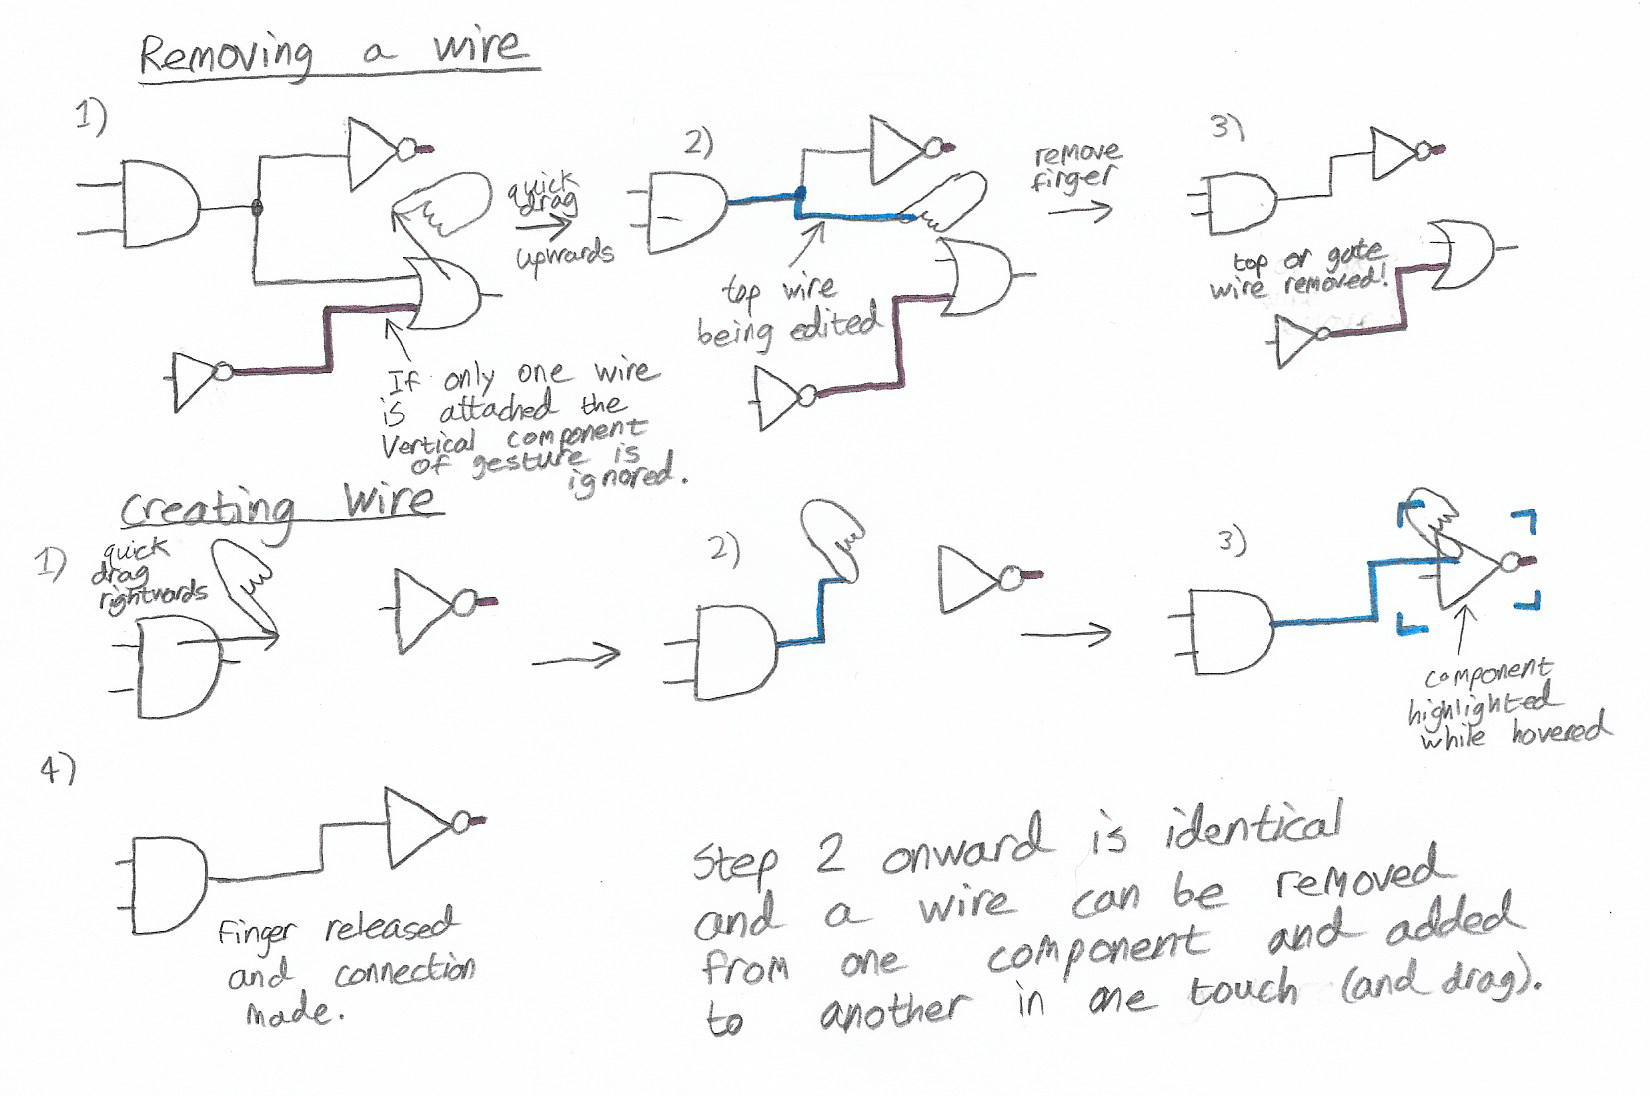 Removing a wire
1)
quick
drag
upwards
If only one wire
is attached the
Vertical component
of gesture is
ignored.
2)
top wire
being edited
remove
firger
3)
top or gate
wire removed!
Creating Wire
1)
quick
drag
rightwards
2)
3)
component
highlighted
while hovered
4)
Finger released
and connection
made.
Step 2 onward is identical
and a wire can be removed
from one component and added
to another in one touch (and drag).